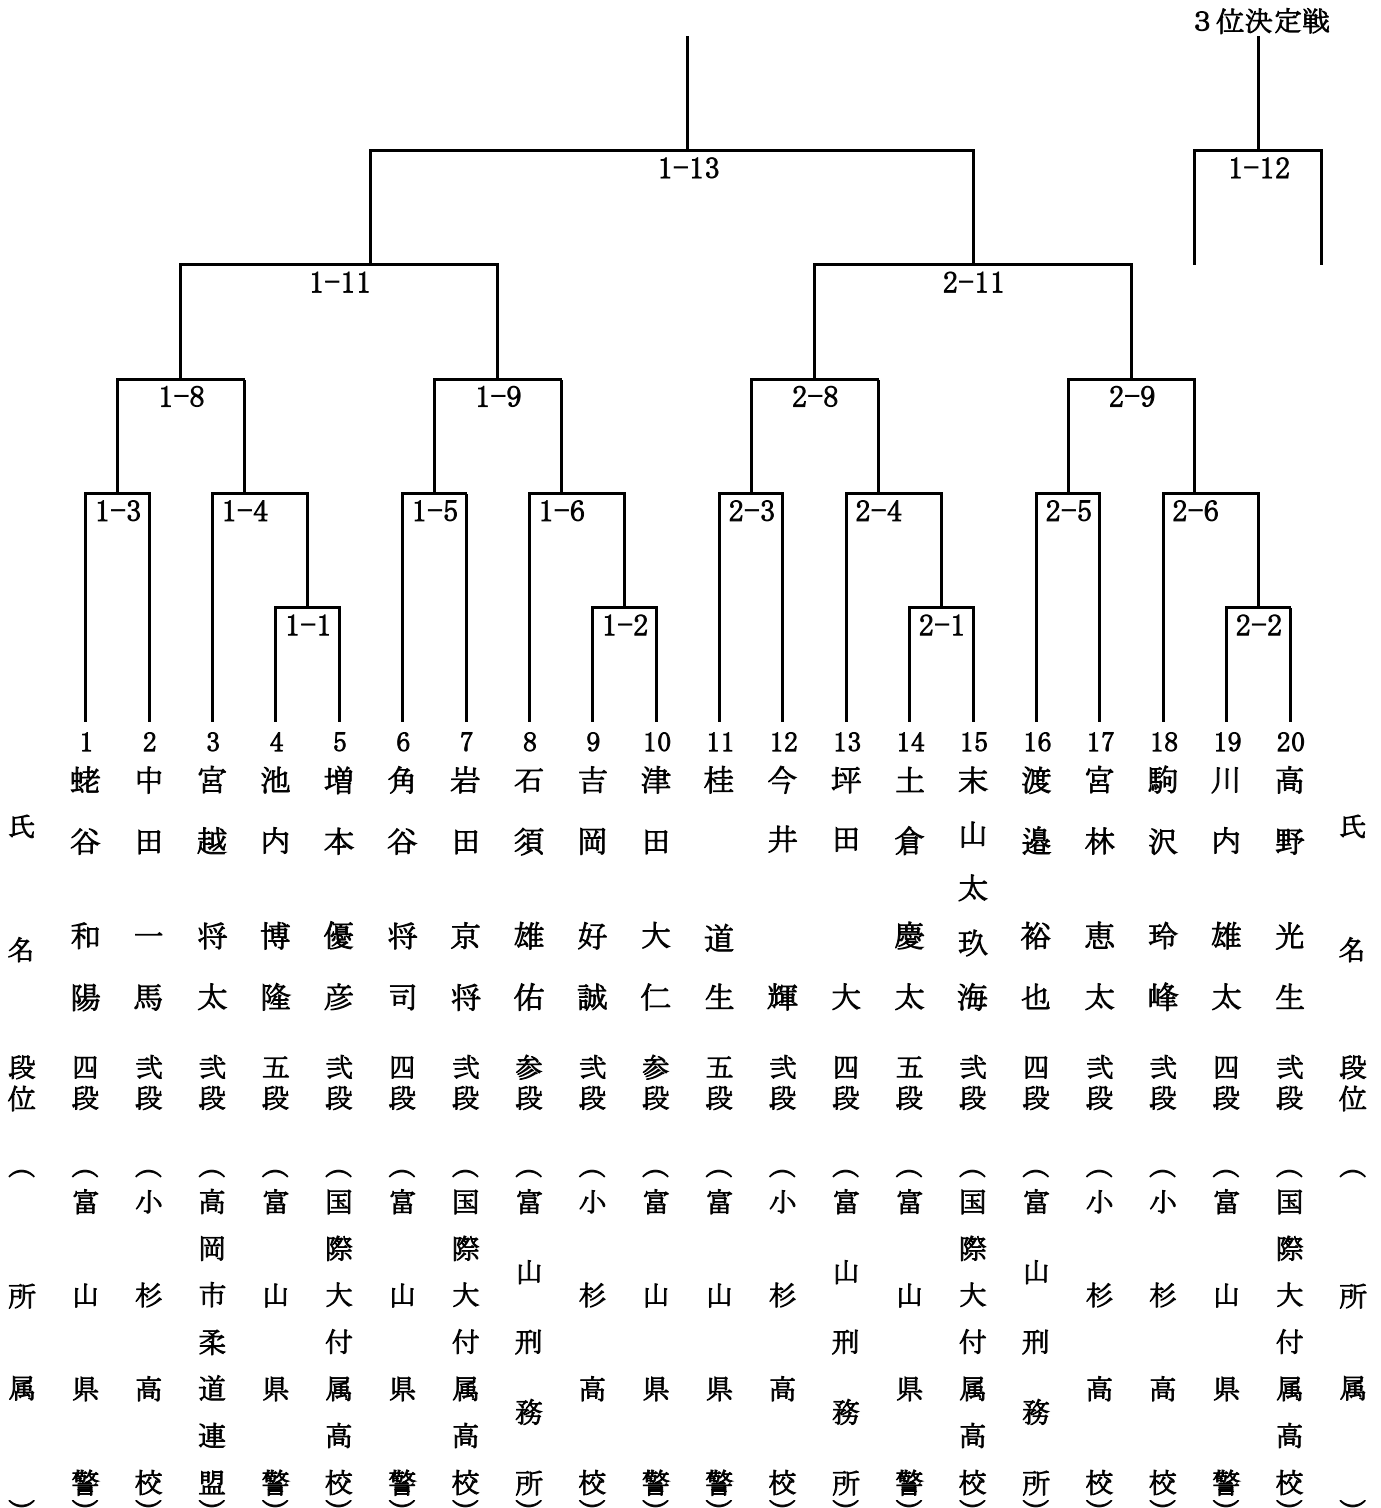 ３位決定戦
1-13
1-12
1-11
2-11
1-8
1-9
2-8
2-9
1-3
1-4
1-5
1-6
2-3
2-4
2-5
2-6
1-1
1-2
2-1
2-2
氏名 段位 （所属）
1 蛯谷 和陽 四段 （富山県警）
2 中田 一馬 弐段 （小杉高校）
3 宮越 将太 弐段 （高岡市柔道連盟）
4 池内 博隆 五段 （富山県警）
5 増本 優彦 弐段 （国際大付属高校）
6 角谷 将司 四段 （富山県警）
7 岩田 京将 弐段 （国際大付属高校）
8 石須 雄佑 参段 （富山刑務所）
9 吉岡 好誠 弐段 （小杉高校）
10 津田 大仁 参段 （富山県警）
11 桂 道生 五段 （富山県警）
12 今井 輝 弐段 （小杉高校）
13 坪田 大 四段 （富山刑務所）
14 土倉 慶太 五段 （富山県警）
15 末山太玖海 弐段 （国際大付属高校）
16 渡邉 裕也 四段 （富山刑務所）
17 宮林 恵太 弐段 （小杉高校）
18 駒沢 玲峰 弐段 （小杉高校）
19 川内 雄太 四段 （富山県警）
20 高野 光生 弐段 （国際大付属高校）
氏名 段位 （所属）